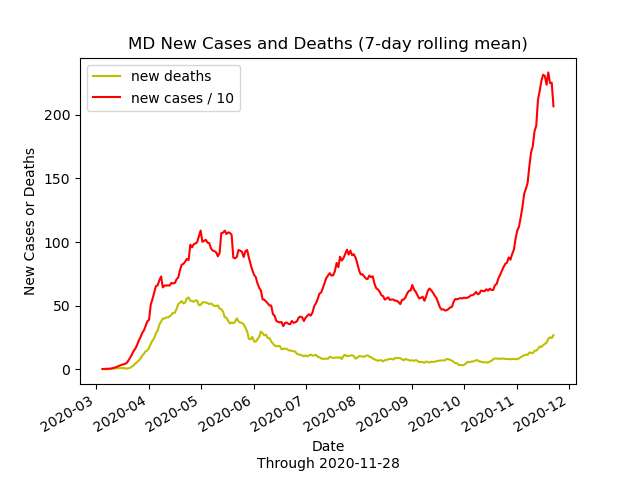 MD New Cases and Deaths (7-day rolling mean)
new deaths
new cases / 10
New Cases or Deaths
200
150
100
50
0
2020-03
2020-04
2020-05
2020-06
2020-07
2020-08
2020-09
2020-10
2020-11
2020-12
Date
Through 2020-11-28